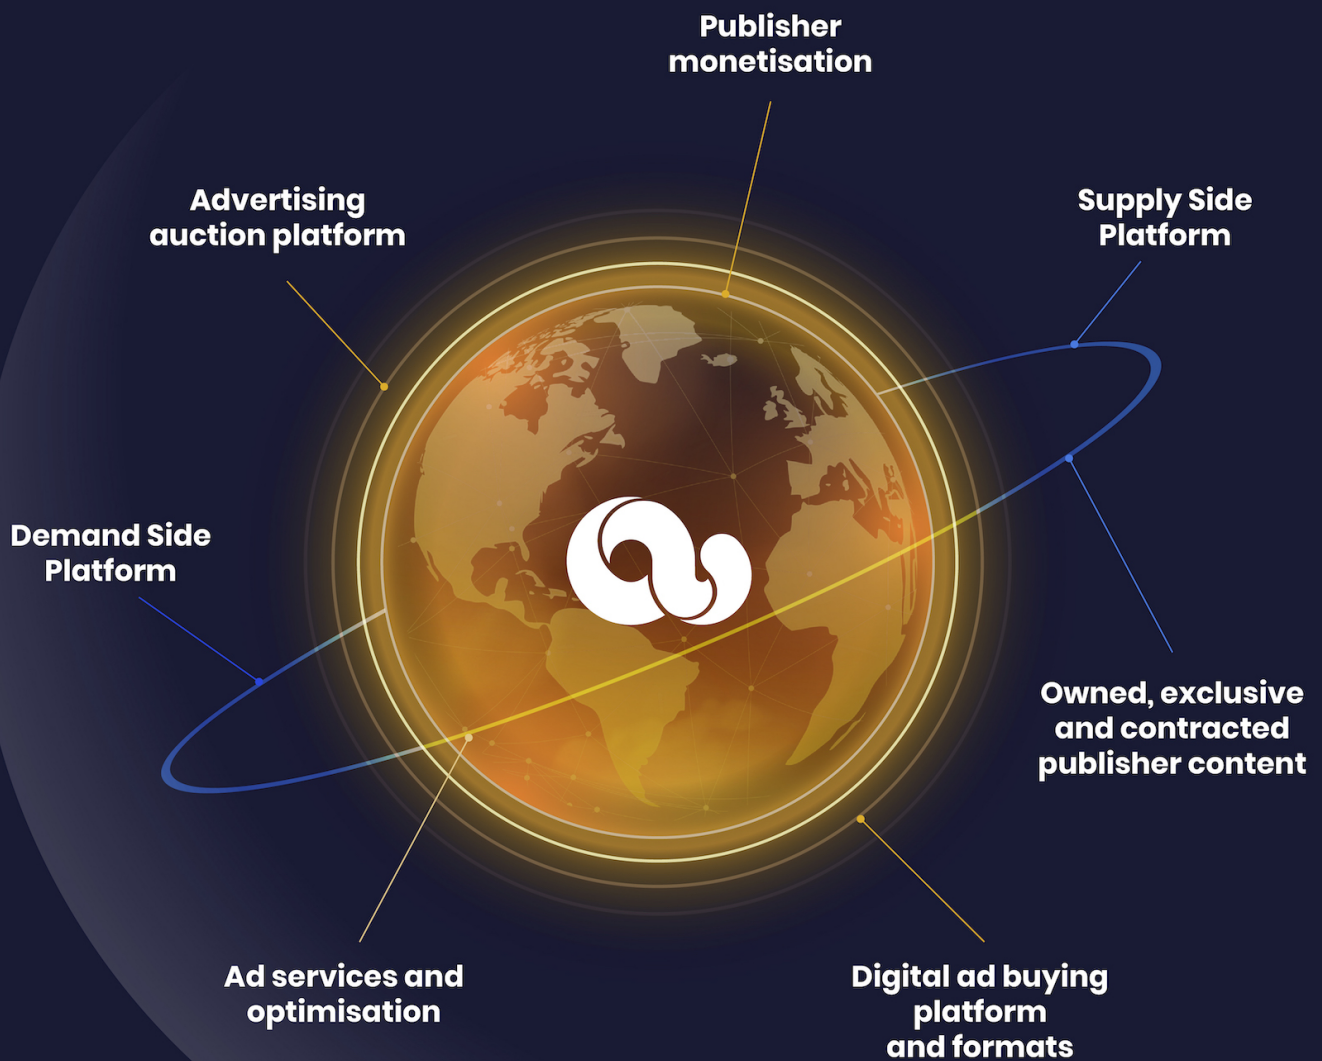 Publisher
monetisation
Advertising
auction platform
Supply Side
Platform
Demand Side
Platform
Owned, exclusive
and contracted
publisher content
Ad services and
optimisation
Digital ad buying
platform
and formats